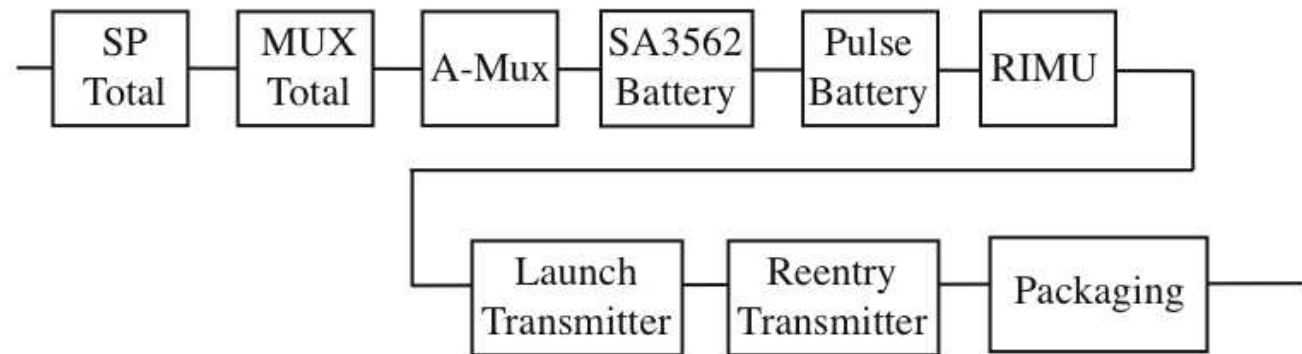 SP
Total
MUX
Total
A-Mux
SA3562
Battery
Pulse
Battery
RIMU
Launch
Transmitter
Reentry
Transmitter
Packaging